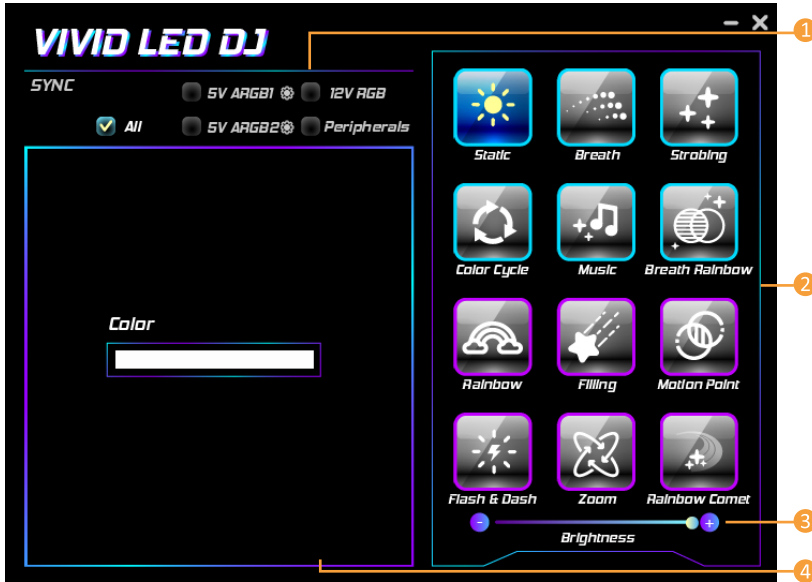 VIVID LED DJ
SYNC
5V ARGB1
12V RGB
All
5V ARGB2
Peripherals
Color
Static
Breath
Strobing
Color Cycle
Music
Breath Rainbow
Rainbow
Filling
Motion Point
Flash & Dash
Zoom
Rainbow Comet
-
+
Brightness
1
2
3
4